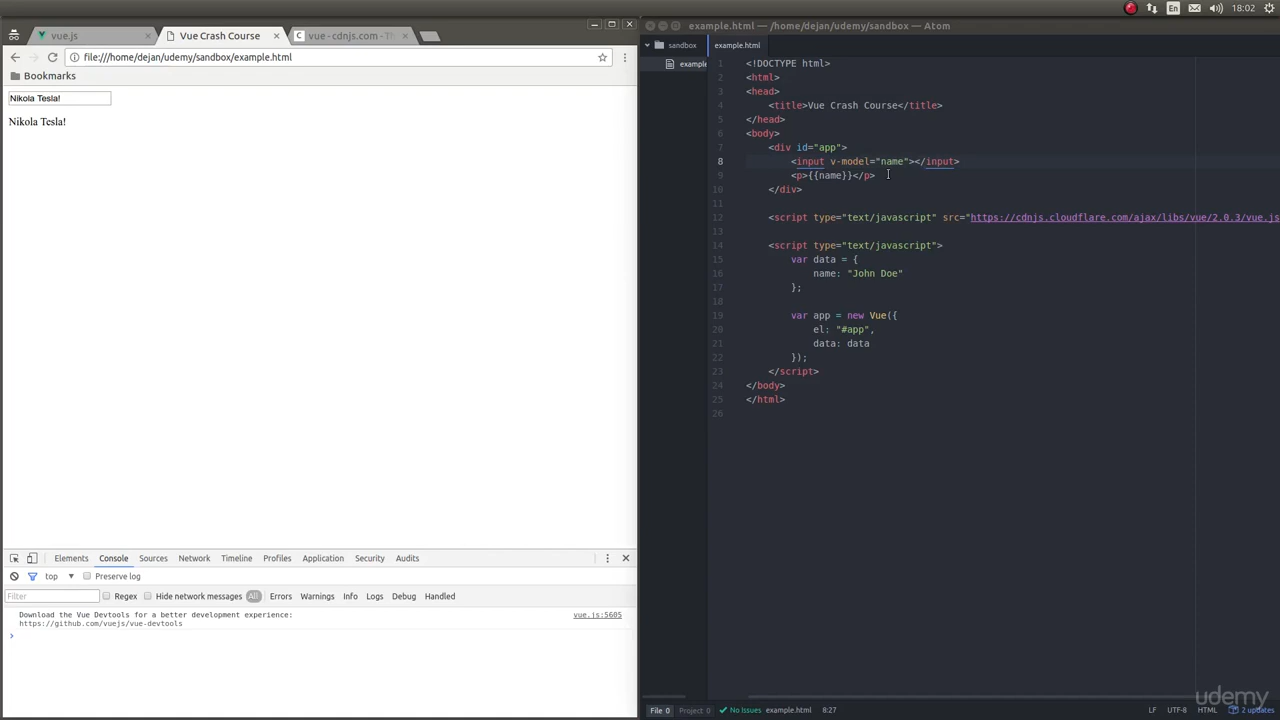 example.html — /home/dejan/udemy/sandbox/example.html — Atom
En
18:02
vue.js
Vue Crash Course
vue - cdnjs.com - Th
file:///home/dejan/udemy/sandbox/example.html
Bookmarks
Nikola Tesla!
Nikola Tesla!
Elements Console Sources Network Timeline Profiles Application Security Audits
top Preserve log
Filter Regex Hide network messages All Errors Warnings Info Logs Debug Handled
Download the Vue Devtools for a better development experience: vue.js:5605
https://github.com/vuejs/vue-devtools
sandbox
example
example.html
1 <!DOCTYPE html>
2 <html>
3 <head>
4 <title>Vue Crash Course</title>
5 </head>
6 <body>
7 <div id="app">
8 <input v-model="name"></input>
9 <p>{{name}}</p>
10 </div>
11
12 <script type="text/javascript" src="https://cdnjs.cloudflare.com/ajax/libs/vue/2.0.3/vue.js
13
14 <script type="text/javascript">
15 var data = {
16 name: "John Doe"
17 };
18
19 var app = new Vue({
20 el: "#app",
21 data: data
22 });
23 </script>
24 </body>
25 </html>
26
File 0 Project 0 No Issues example.html 8:27 LF UTF-8 HTML 2 updates
udemy